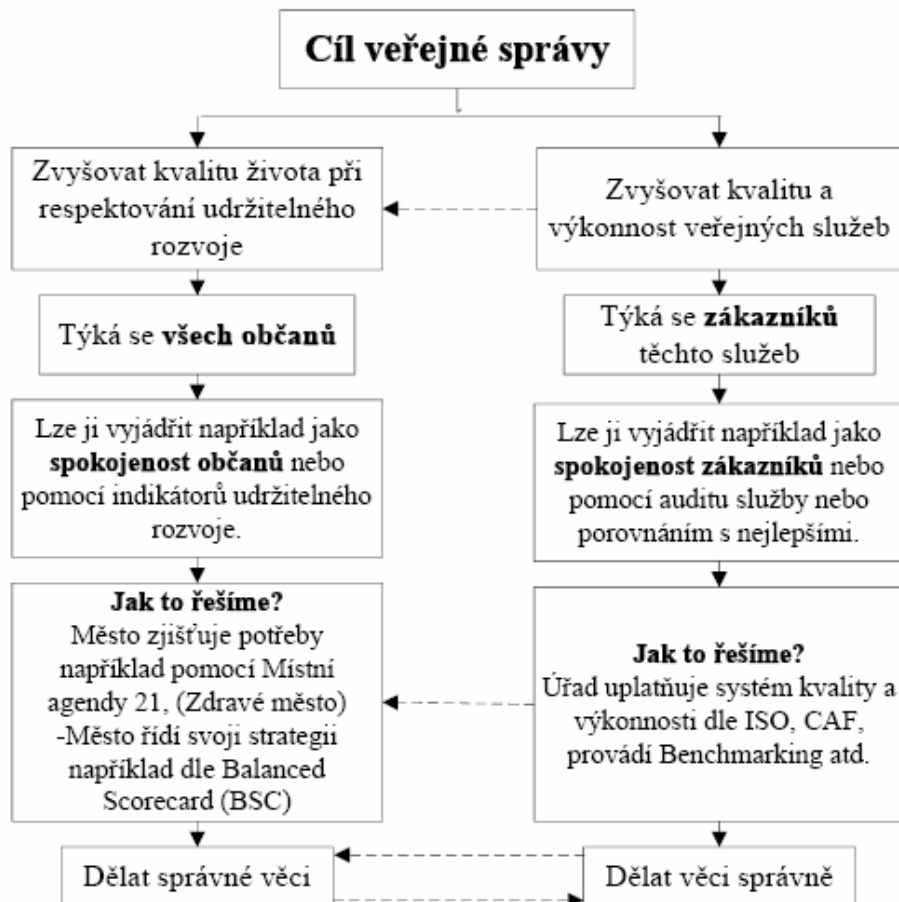 Cíl veřejné správy
Zvyšovat kvalitu života při
respektování udržitelného
rozvoje
Týká se všech občanů
Lze ji vyjádřit například jako
spokojenost občanů nebo
pomocí indikátorů udržitelného
rozvoje.
Jak to řešíme?
Město zjišťuje potřeby
například pomocí Místní
agendy 21, (Zdravé město)
-Město řídí svoji strategii
například dle Balanced
Scorecard (BSC)
Dělat správné věci
Zvyšovat kvalitu a
výkonnost veřejných služeb
Týká se zákazníků
těchto služeb
Lze ji vyjádřit například jako
spokojenost zákazníků nebo
pomocí auditu služby nebo
porovnáním s nejlepšími.
Jak to řešíme?
Úřad uplatňuje systém kvality a
výkonnosti dle ISO, CAF,
provádí Benchmarking atd.
Dělat věci správně